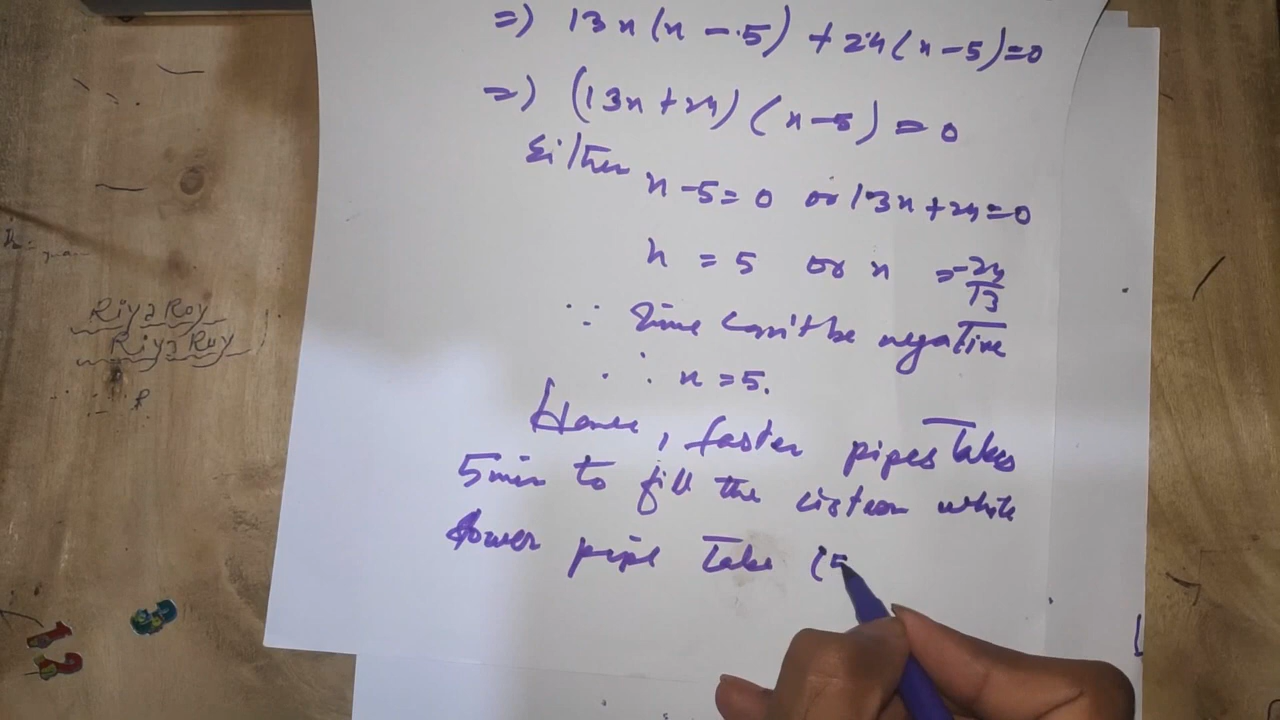 =) 13x(x-5) + 24(x-5)=0
=) (13x+24)(x-5)=0
Either
x-5=0 or 13x+24=0
x = 5 or x = -24/13
∵ time can't be negative
∴ x=5.
Hence, faster pipes takes
5min to fill the cistern while
slower pipe take (5
Riya Roy
Riya Roy